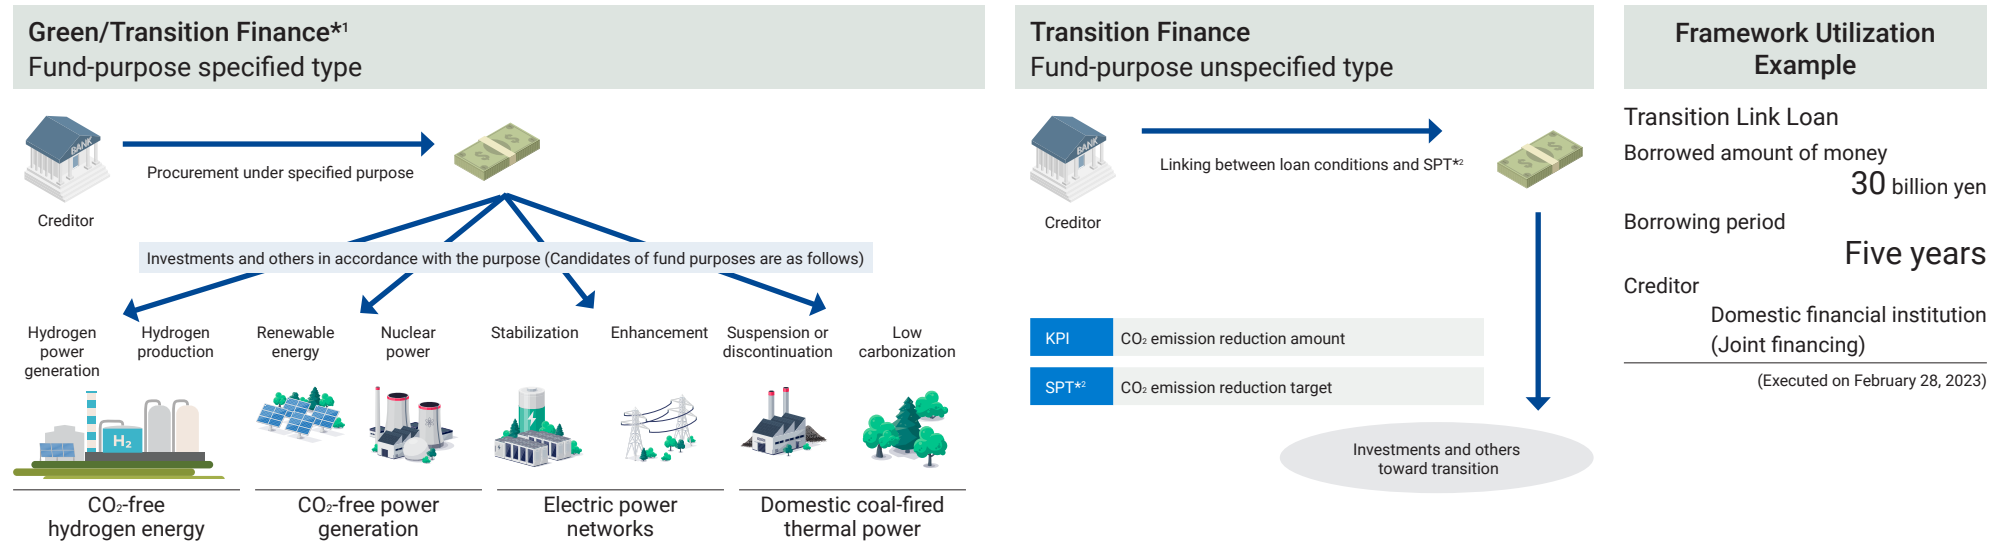 Green/Transition Finance*1
Fund-purpose specified type
BANK
Procurement under specified purpose
Creditor
Investments and others in accordance with the purpose (Candidates of fund purposes are as follows)
Hydrogen
power
generation
Hydrogen
production
Renewable
energy
Nuclear
power
Stabilization
Enhancement
Suspension or
discontinuation
Low
carbonization
H2
CO2-free
hydrogen energy
CO2-free power
generation
Electric power
networks
Domestic coal-fired
thermal power
Transition Finance
Fund-purpose unspecified type
BANK
Linking between loan conditions and SPT*2
Creditor
KPI
CO2 emission reduction amount
SPT*2
CO2 emission reduction target
Investments and others
toward transition
Framework Utilization
Example
Transition Link Loan
Borrowed amount of money
30 billion yen
Borrowing period
Five years
Creditor
Domestic financial institution
(Joint financing)
(Executed on February 28, 2023)